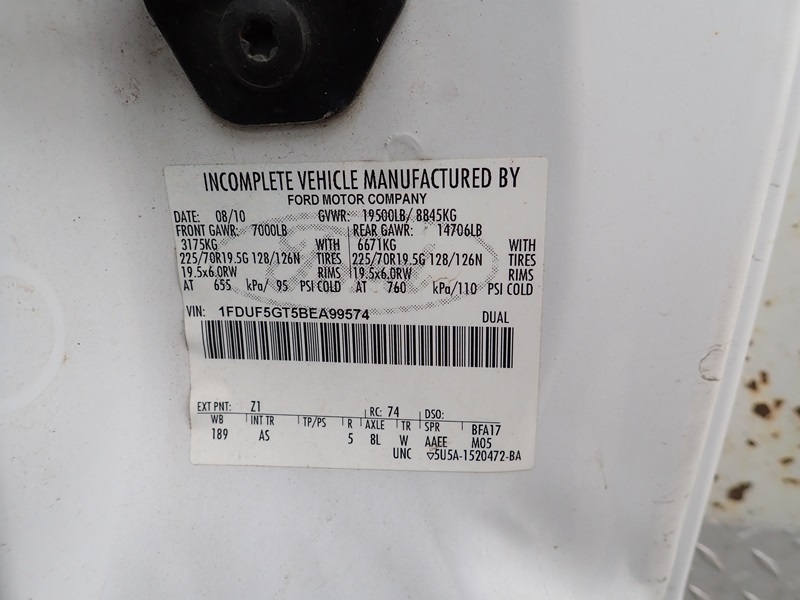 INCOMPLETE VEHICLE MANUFACTURED BY
FORD MOTOR COMPANY
DATE: 08/10 GVWR: 19500LB/ 8845KG
FRONT GAWR: 7000LB REAR GAWR: 14706LB
3175KG WITH 6671KG WITH
225/70R19.5G 128/126N TIRES 225/70R19.5G 128/126N TIRES
19.5x6.0RW RIMS 19.5x6.0RW RIMS
AT 655 kPa/ 95 PSI COLD AT 760 kPa/110 PSI COLD
VIN: 1FDUF5GT5BEA99574 DUAL
EXT PNT: Z1 RC: 74 DSO:
WB INT TR TP/PS R AXLE TR SPR BFA17
189 AS 5 8L W AAEE M05
UNC ▽5U5A-1520472-BA